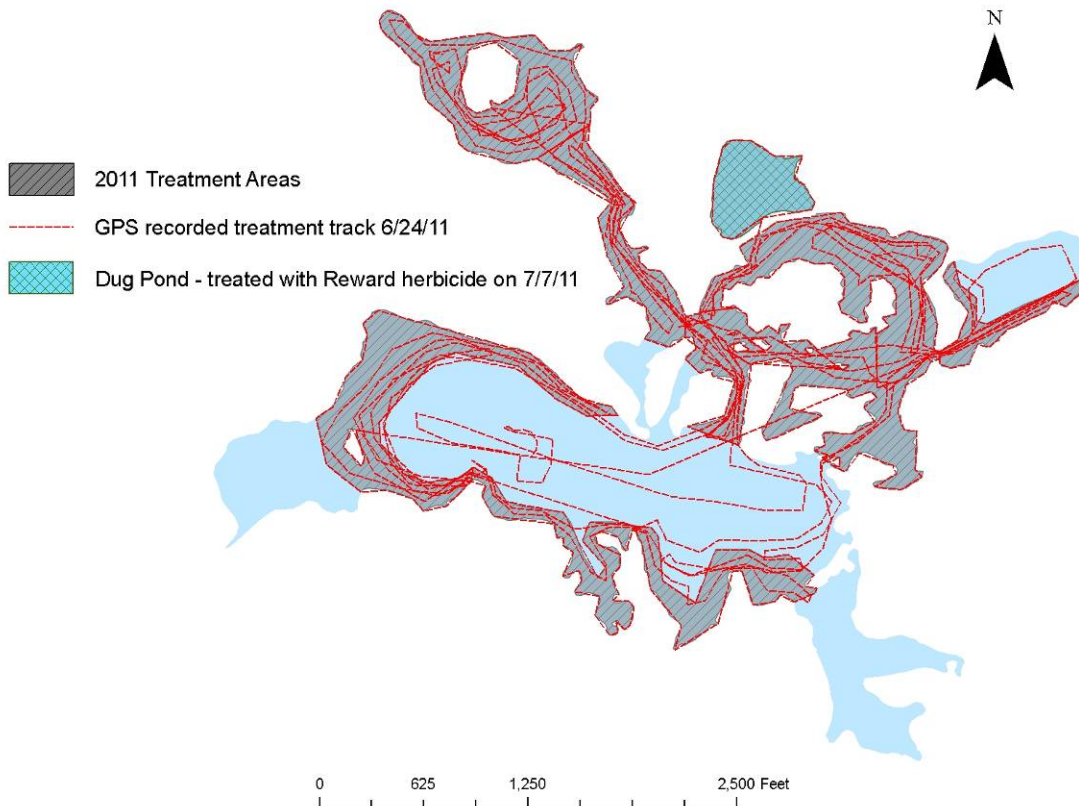 N
2011 Treatment Areas
GPS recorded treatment track 6/24/11
Dug Pond - treated with Reward herbicide on 7/7/11
0 625 1,250 2,500 Feet